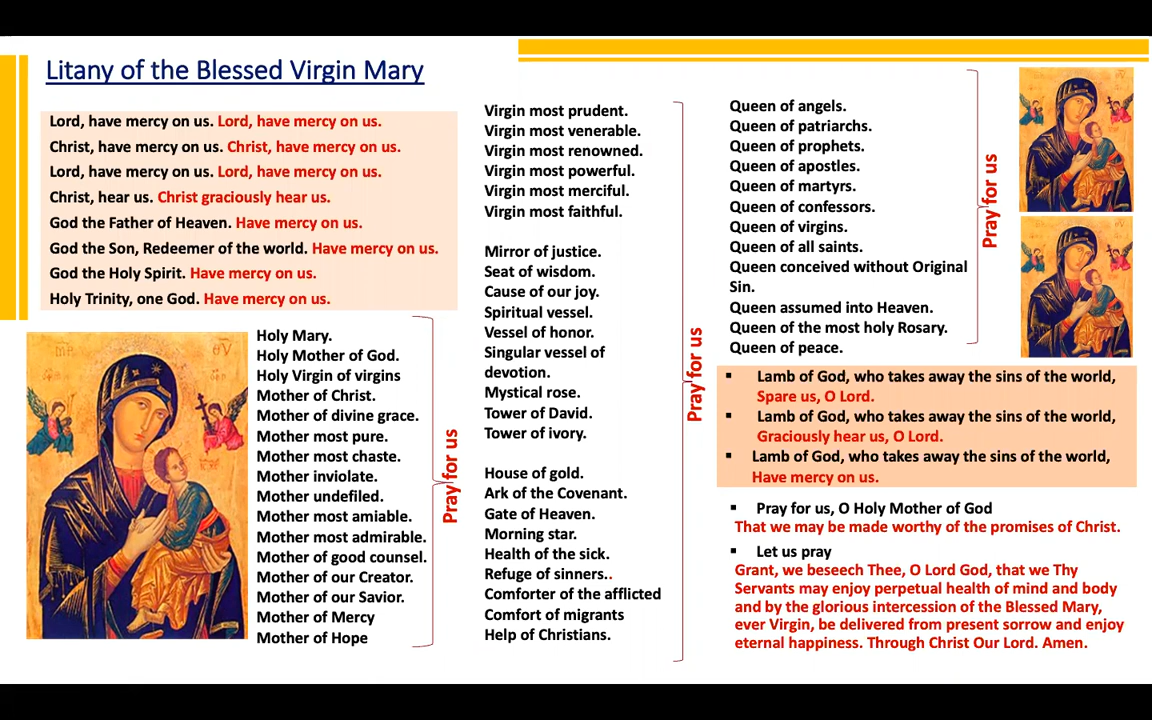 Litany of the Blessed Virgin Mary
Lord, have mercy on us. Lord, have mercy on us.
Christ, have mercy on us. Christ, have mercy on us.
Lord, have mercy on us. Lord, have mercy on us.
Christ, hear us. Christ graciously hear us.
God the Father of Heaven. Have mercy on us.
God the Son, Redeemer of the world. Have mercy on us.
God the Holy Spirit. Have mercy on us.
Holy Trinity, one God. Have mercy on us.
Holy Mary.
Holy Mother of God.
Holy Virgin of virgins
Mother of Christ.
Mother of divine grace.
Mother most pure.
Mother most chaste.
Mother inviolate.
Mother undefiled.
Mother most amiable.
Mother most admirable.
Mother of good counsel.
Mother of our Creator.
Mother of our Savior.
Mother of Mercy
Mother of Hope
Pray for us
Virgin most prudent.
Virgin most venerable.
Virgin most renowned.
Virgin most powerful.
Virgin most merciful.
Virgin most faithful.
Mirror of justice.
Seat of wisdom.
Cause of our joy.
Spiritual vessel.
Vessel of honor.
Singular vessel of
devotion.
Mystical rose.
Tower of David.
Tower of ivory.
House of gold.
Ark of the Covenant.
Gate of Heaven.
Morning star.
Health of the sick.
Refuge of sinners..
Comforter of the afflicted
Comfort of migrants
Help of Christians.
Pray for us
Queen of angels.
Queen of patriarchs.
Queen of prophets.
Queen of apostles.
Queen of martyrs.
Queen of confessors.
Queen of virgins.
Queen of all saints.
Queen conceived without Original
Sin.
Queen assumed into Heaven.
Queen of the most holy Rosary.
Queen of peace.
Pray for us
▪ Lamb of God, who takes away the sins of the world,
Spare us, O Lord.
▪ Lamb of God, who takes away the sins of the world,
Graciously hear us, O Lord.
▪ Lamb of God, who takes away the sins of the world,
Have mercy on us.
▪ Pray for us, O Holy Mother of God
That we may be made worthy of the promises of Christ.
▪ Let us pray
Grant, we beseech Thee, O Lord God, that we Thy
Servants may enjoy perpetual health of mind and body
and by the glorious intercession of the Blessed Mary,
ever Virgin, be delivered from present sorrow and enjoy
eternal happiness. Through Christ Our Lord. Amen.